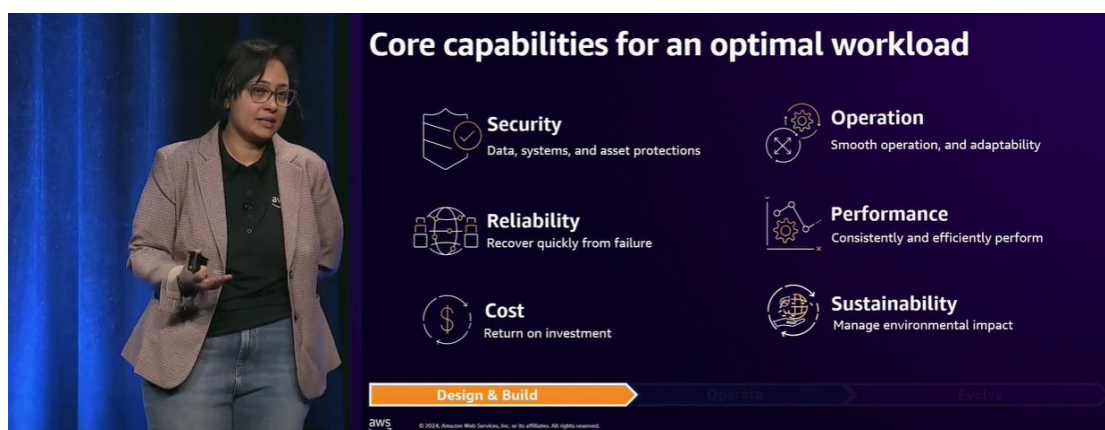 Core capabilities for an optimal workload
Security
Data, systems, and asset protections
Operation
Smooth operation, and adaptability
Reliability
Recover quickly from failure
Performance
Consistently and efficiently perform
Cost
Return on investment
Sustainability
Manage environmental impact
Design & Build
Operate
Evolve
aws
© 2024, Amazon Web Services, Inc. or its affiliates. All rights reserved.